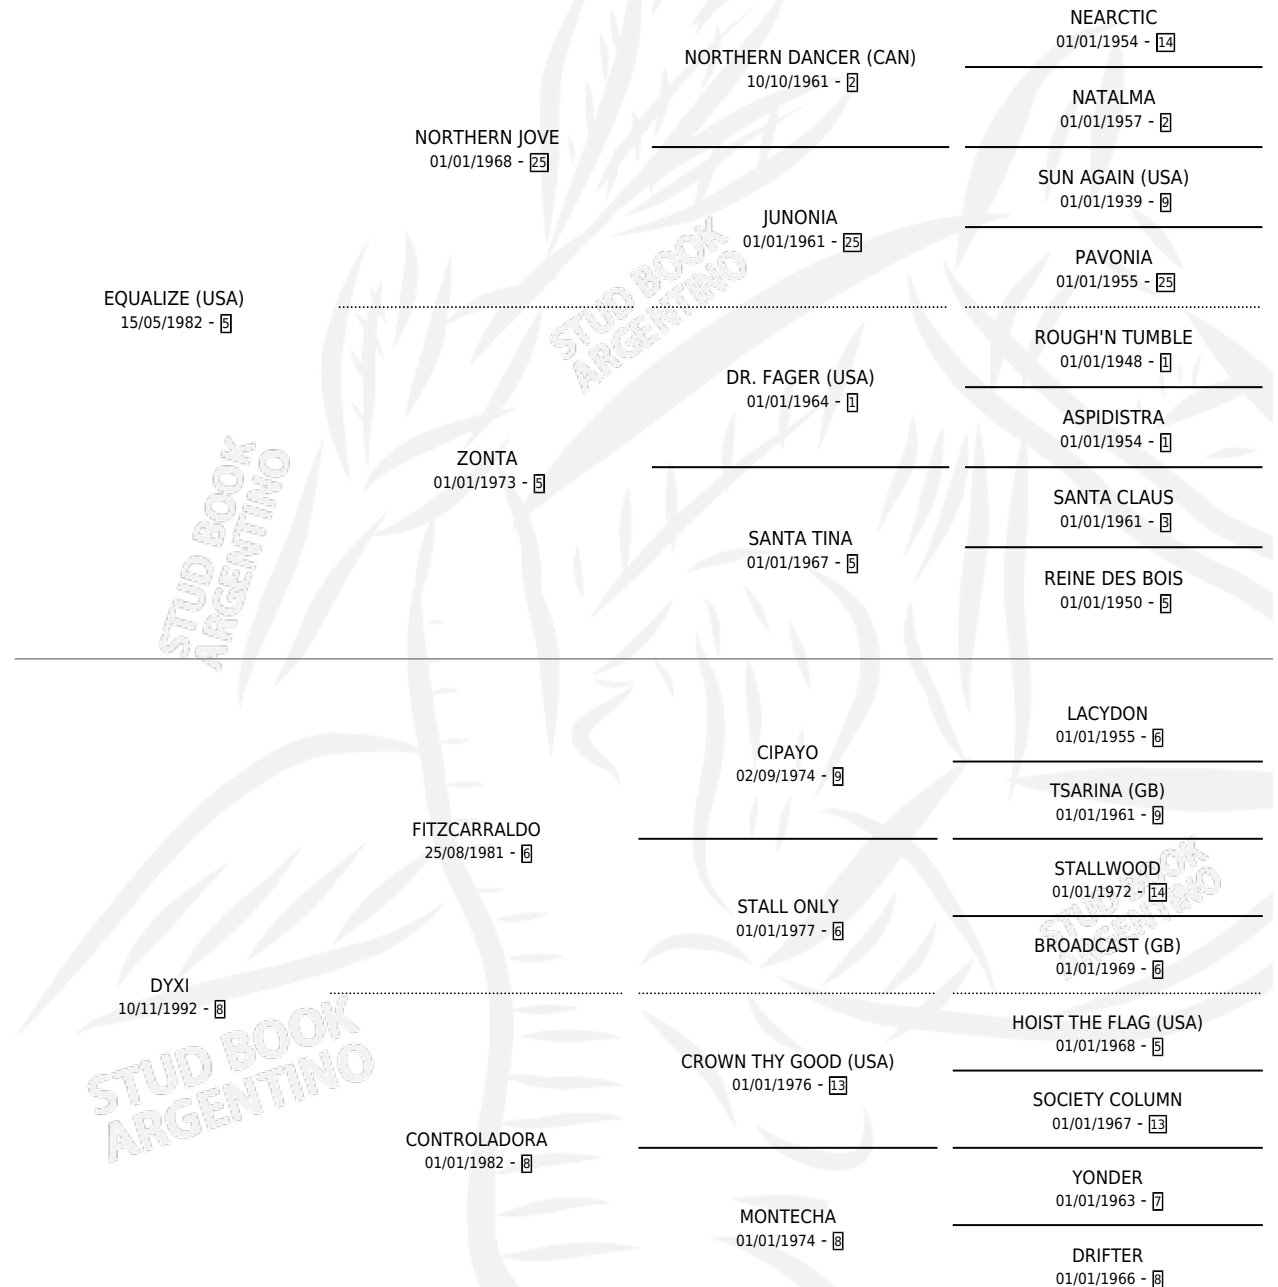 NEARCTIC
01/01/1954 - 14
NORTHERN DANCER (CAN)
10/10/1961 - 2
NATALMA
01/01/1957 - 2
NORTHERN JOVE
01/01/1968 - 25
SUN AGAIN (USA)
01/01/1939 - 9
JUNONIA
01/01/1961 - 25
PAVONIA
01/01/1955 - 25
EQUALIZE (USA)
15/05/1982 - 5
ROUGH'N TUMBLE
01/01/1948 - 1
DR. FAGER (USA)
01/01/1964 - 1
ASPIDISTRA
01/01/1954 - 1
ZONTA
01/01/1973 - 5
SANTA CLAUS
01/01/1961 - 3
SANTA TINA
01/01/1967 - 5
REINE DES BOIS
01/01/1950 - 5
LACYDON
01/01/1955 - 6
CIPAYO
02/09/1974 - 9
TSARINA (GB)
01/01/1961 - 9
FITZCARRALDO
25/08/1981 - 6
STALLWOOD
01/01/1972 - 14
STALL ONLY
01/01/1977 - 6
BROADCAST (GB)
01/01/1969 - 6
DYXI
10/11/1992 - 8
HOIST THE FLAG (USA)
01/01/1968 - 5
CROWN THY GOOD (USA)
01/01/1976 - 13
SOCIETY COLUMN
01/01/1967 - 13
CONTROLADORA
01/01/1982 - 8
YONDER
01/01/1963 - 7
MONTECHA
01/01/1974 - 8
DRIFTER
01/01/1966 - 8
STUD BOOK
ARGENTINO
STUD BOOK
ARGENTINO
STUD BOOK
ARGENTINO
STUD BOOK
ARGENTINO